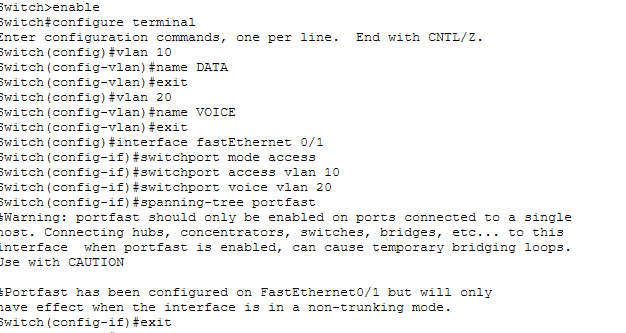 Switch>enable
Switch#configure terminal
Enter configuration commands, one per line.  End with CNTL/Z.
Switch(config)#vlan 10
Switch(config-vlan)#name DATA
Switch(config-vlan)#exit
Switch(config)#vlan 20
Switch(config-vlan)#name VOICE
Switch(config-vlan)#exit
Switch(config)#interface fastEthernet 0/1
Switch(config-if)#switchport mode access
Switch(config-if)#switchport access vlan 10
Switch(config-if)#switchport voice vlan 20
Switch(config-if)#spanning-tree portfast
%Warning: portfast should only be enabled on ports connected to a single
host. Connecting hubs, concentrators, switches, bridges, etc... to this
interface  when portfast is enabled, can cause temporary bridging loops.
Use with CAUTION

%Portfast has been configured on FastEthernet0/1 but will only
have effect when the interface is in a non-trunking mode.
Switch(config-if)#exit